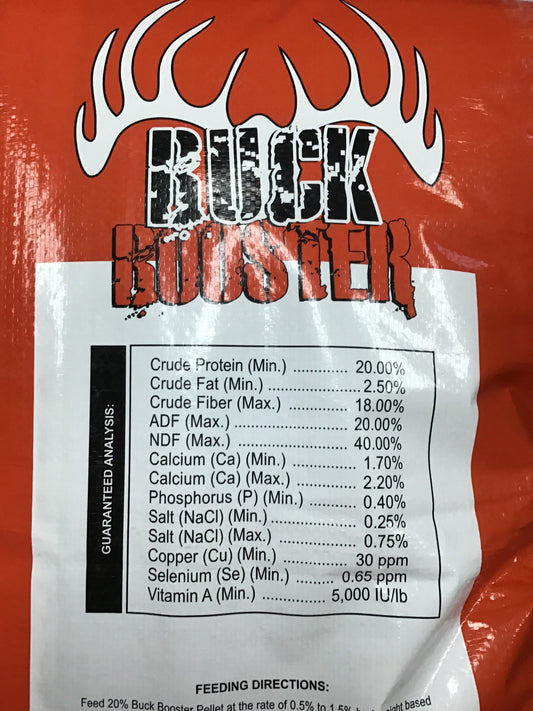 BUCK
BOOSTER
GUARANTEED ANALYSIS:
Crude Protein (Min.) .............. 20.00%
Crude Fat (Min.) ....................... 2.50%
Crude Fiber (Max.) ................ 18.00%
ADF (Max.) ............................. 20.00%
NDF (Max.) ............................. 40.00%
Calcium (Ca) (Min.) ................. 1.70%
Calcium (Ca) (Max.) ................ 2.20%
Phosphorus (P) (Min.) ............. 0.40%
Salt (NaCl) (Min.) ..................... 0.25%
Salt (NaCl) (Max.) .................... 0.75%
Copper (Cu) (Min.) ................. 30 ppm
Selenium (Se) (Min.) ........... 0.65 ppm
Vitamin A (Min.) ................ 5,000 IU/lb
FEEDING DIRECTIONS:
Feed 20% Buck Booster Pellet at the rate of 0.5% to 1.5% based